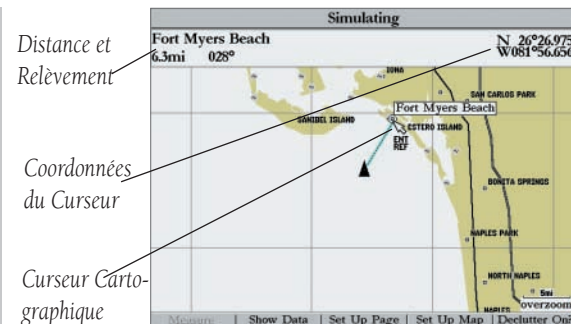 Simulating
Distance et
Relèvement
Fort Myers Beach
6.3mi 028°
N 26°26.975
W081°56.656
IONA
SAN CARLOS PARK
Fort Myers Beach
SANIBEL ISLAND
ESTERO ISLAND
ENT
REF
Coordonnées
du Curseur
BONITA SPRINGS
NAPLES PARK
Curseur Carto-
graphique
NORTH NAPLES
5mi
overzoom
NAPLES
Measure Show Data Set Up Page Set Up Map Declutter On?